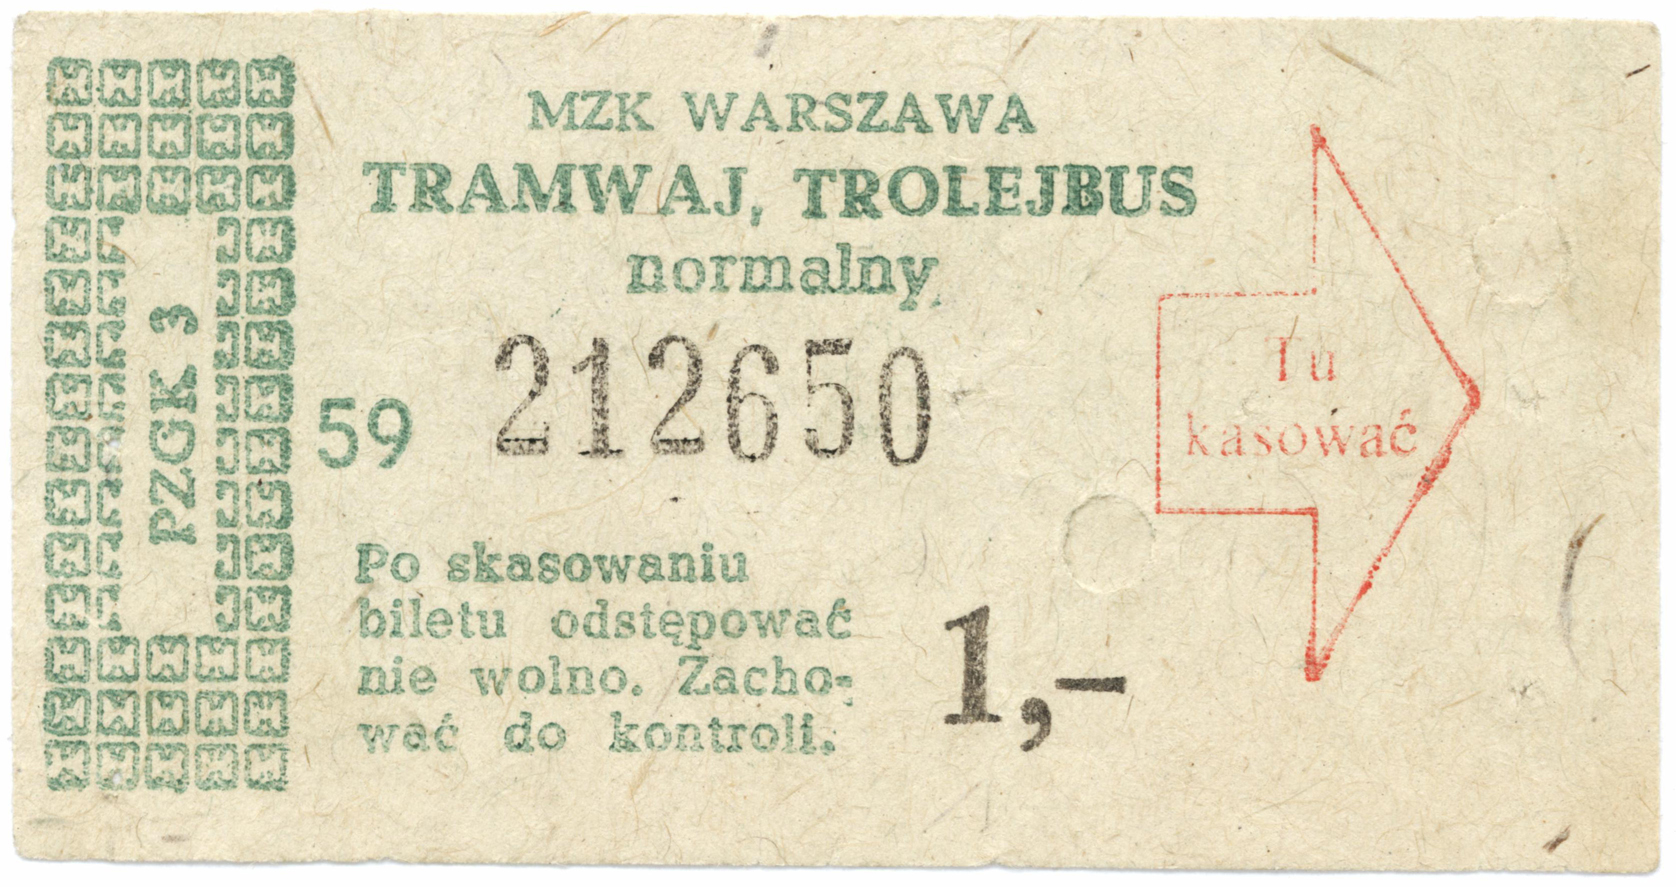 MZK WARSZAWA
TRAMWAJ, TROLEJBUS
normalny
PZGK 3
59 212650
Tu
kasować
Po skasowaniu
biletu odstępować
nie wolno. Zacho-
wać do kontroli.
1,-